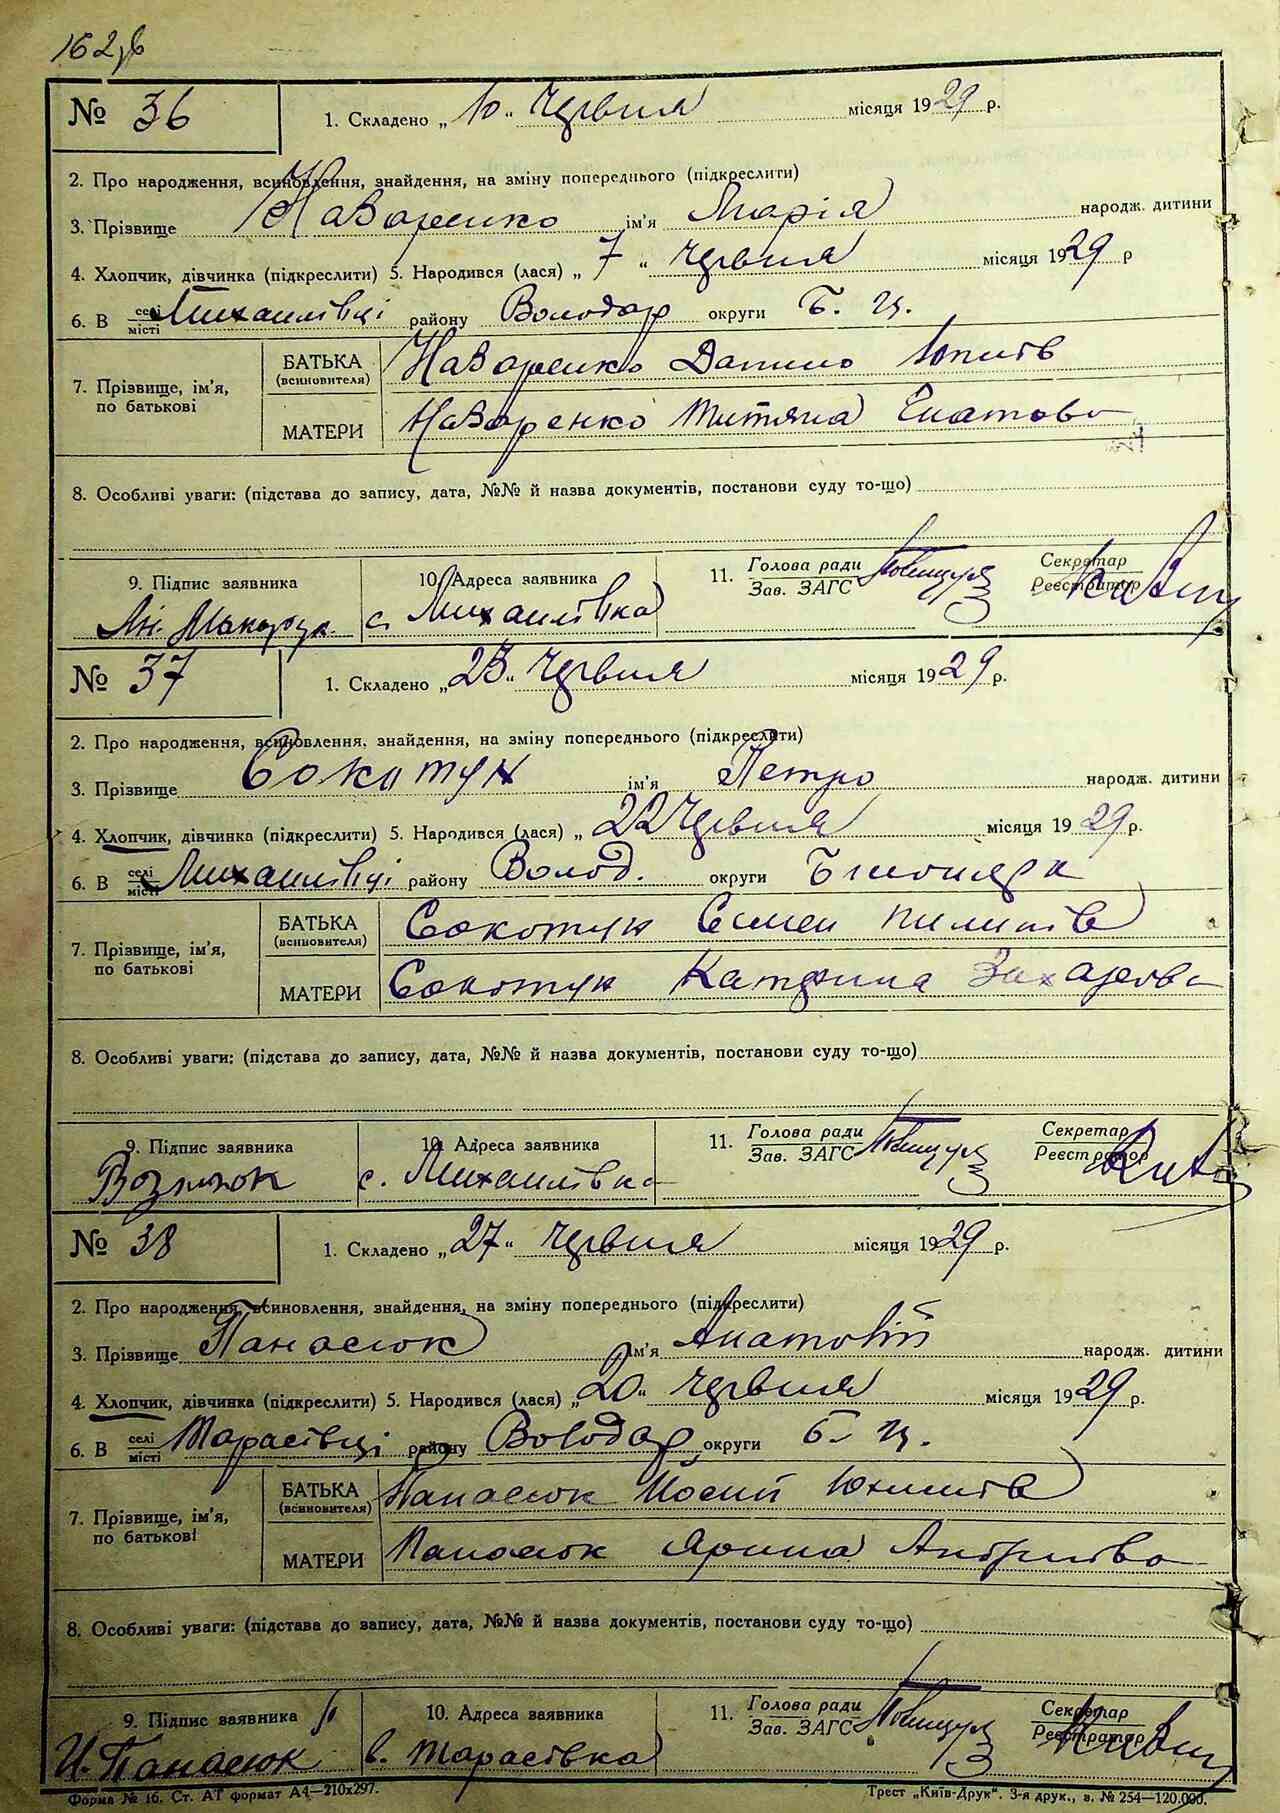 162зв
№ 36 1. Складено „10" Червня місяця 1929 р.
2. Про народження, всиновлення, знайдення, на зміну попереднього (підкреслити)
3. Прізвище Назаренко ім'я Марія народж. дитини
4. Хлопчик, дівчинка (підкреслити) 5. Народився (лася) „7" Червня місяця 1929 р
6. В селі/місті Михайлівці району Володар округи Б. Ц.
БАТЬКА Назаренко Данило
7. Прізвище, ім'я, (всиновителя)
по батькові
МАТЕРИ Назаренко Титяна Гнатова
8. Особливі уваги: (підстава до запису, дата, №№ й назва документів, постанови суду то-що)
9. Підпис заявника 10. Адреса заявника 11. Голова ради Секретар
Зав. ЗАГС Реєстратор
с. Михайлівка
№ 37 1. Складено „23" Червня місяця 1929 р.
2. Про народження, всиновлення, знайдення, на зміну попереднього (підкреслити)
3. Прізвище Сокотун ім'я Петро народж. дитини
4. Хлопчик, дівчинка (підкреслити) 5. Народився (лася) „22 Червня місяця 1929 р.
6. В селі/місті Михайлівці району Волод. округи
БАТЬКА Сокотун Семен Пилипів
7. Прізвище, ім'я, (всиновителя)
по батькові
МАТЕРИ Сокотун Катерина Захарова
8. Особливі уваги: (підстава до запису, дата, №№ й назва документів, постанови суду то-що)
9. Підпис заявника 10. Адреса заявника 11. Голова ради Секретар
Зав. ЗАГС Реєстратор
с. Михайлівка
№ 38 1. Складено „27" Червня місяця 1929 р.
2. Про народження, всиновлення, знайдення, на зміну попереднього (підкреслити)
3. Прізвище Панасюк ім'я Анатолій народж. дитини
4. Хлопчик, дівчинка (підкреслити) 5. Народився (лася) „20" Червня місяця 1929 р.
6. В селі/місті Тарасівці району Володар округи Б. Ц.
БАТЬКА Панасюк Йосип Юхимів
7. Прізвище, ім'я, (всиновителя)
по батькові
МАТЕРИ Панасюк Ярина Андріїва
8. Особливі уваги: (підстава до запису, дата, №№ й назва документів, постанови суду то-що)
9. Підпис заявника 10. Адреса заявника 11. Голова ради Секретар
Зав. ЗАГС Реєстратор
Й. Панасюк с. Тарасівка
Форма № 16. Ст. АТ формат А4—210х297. Трест „Київ-Друк". 3-я друк., з. № 254—120.000.